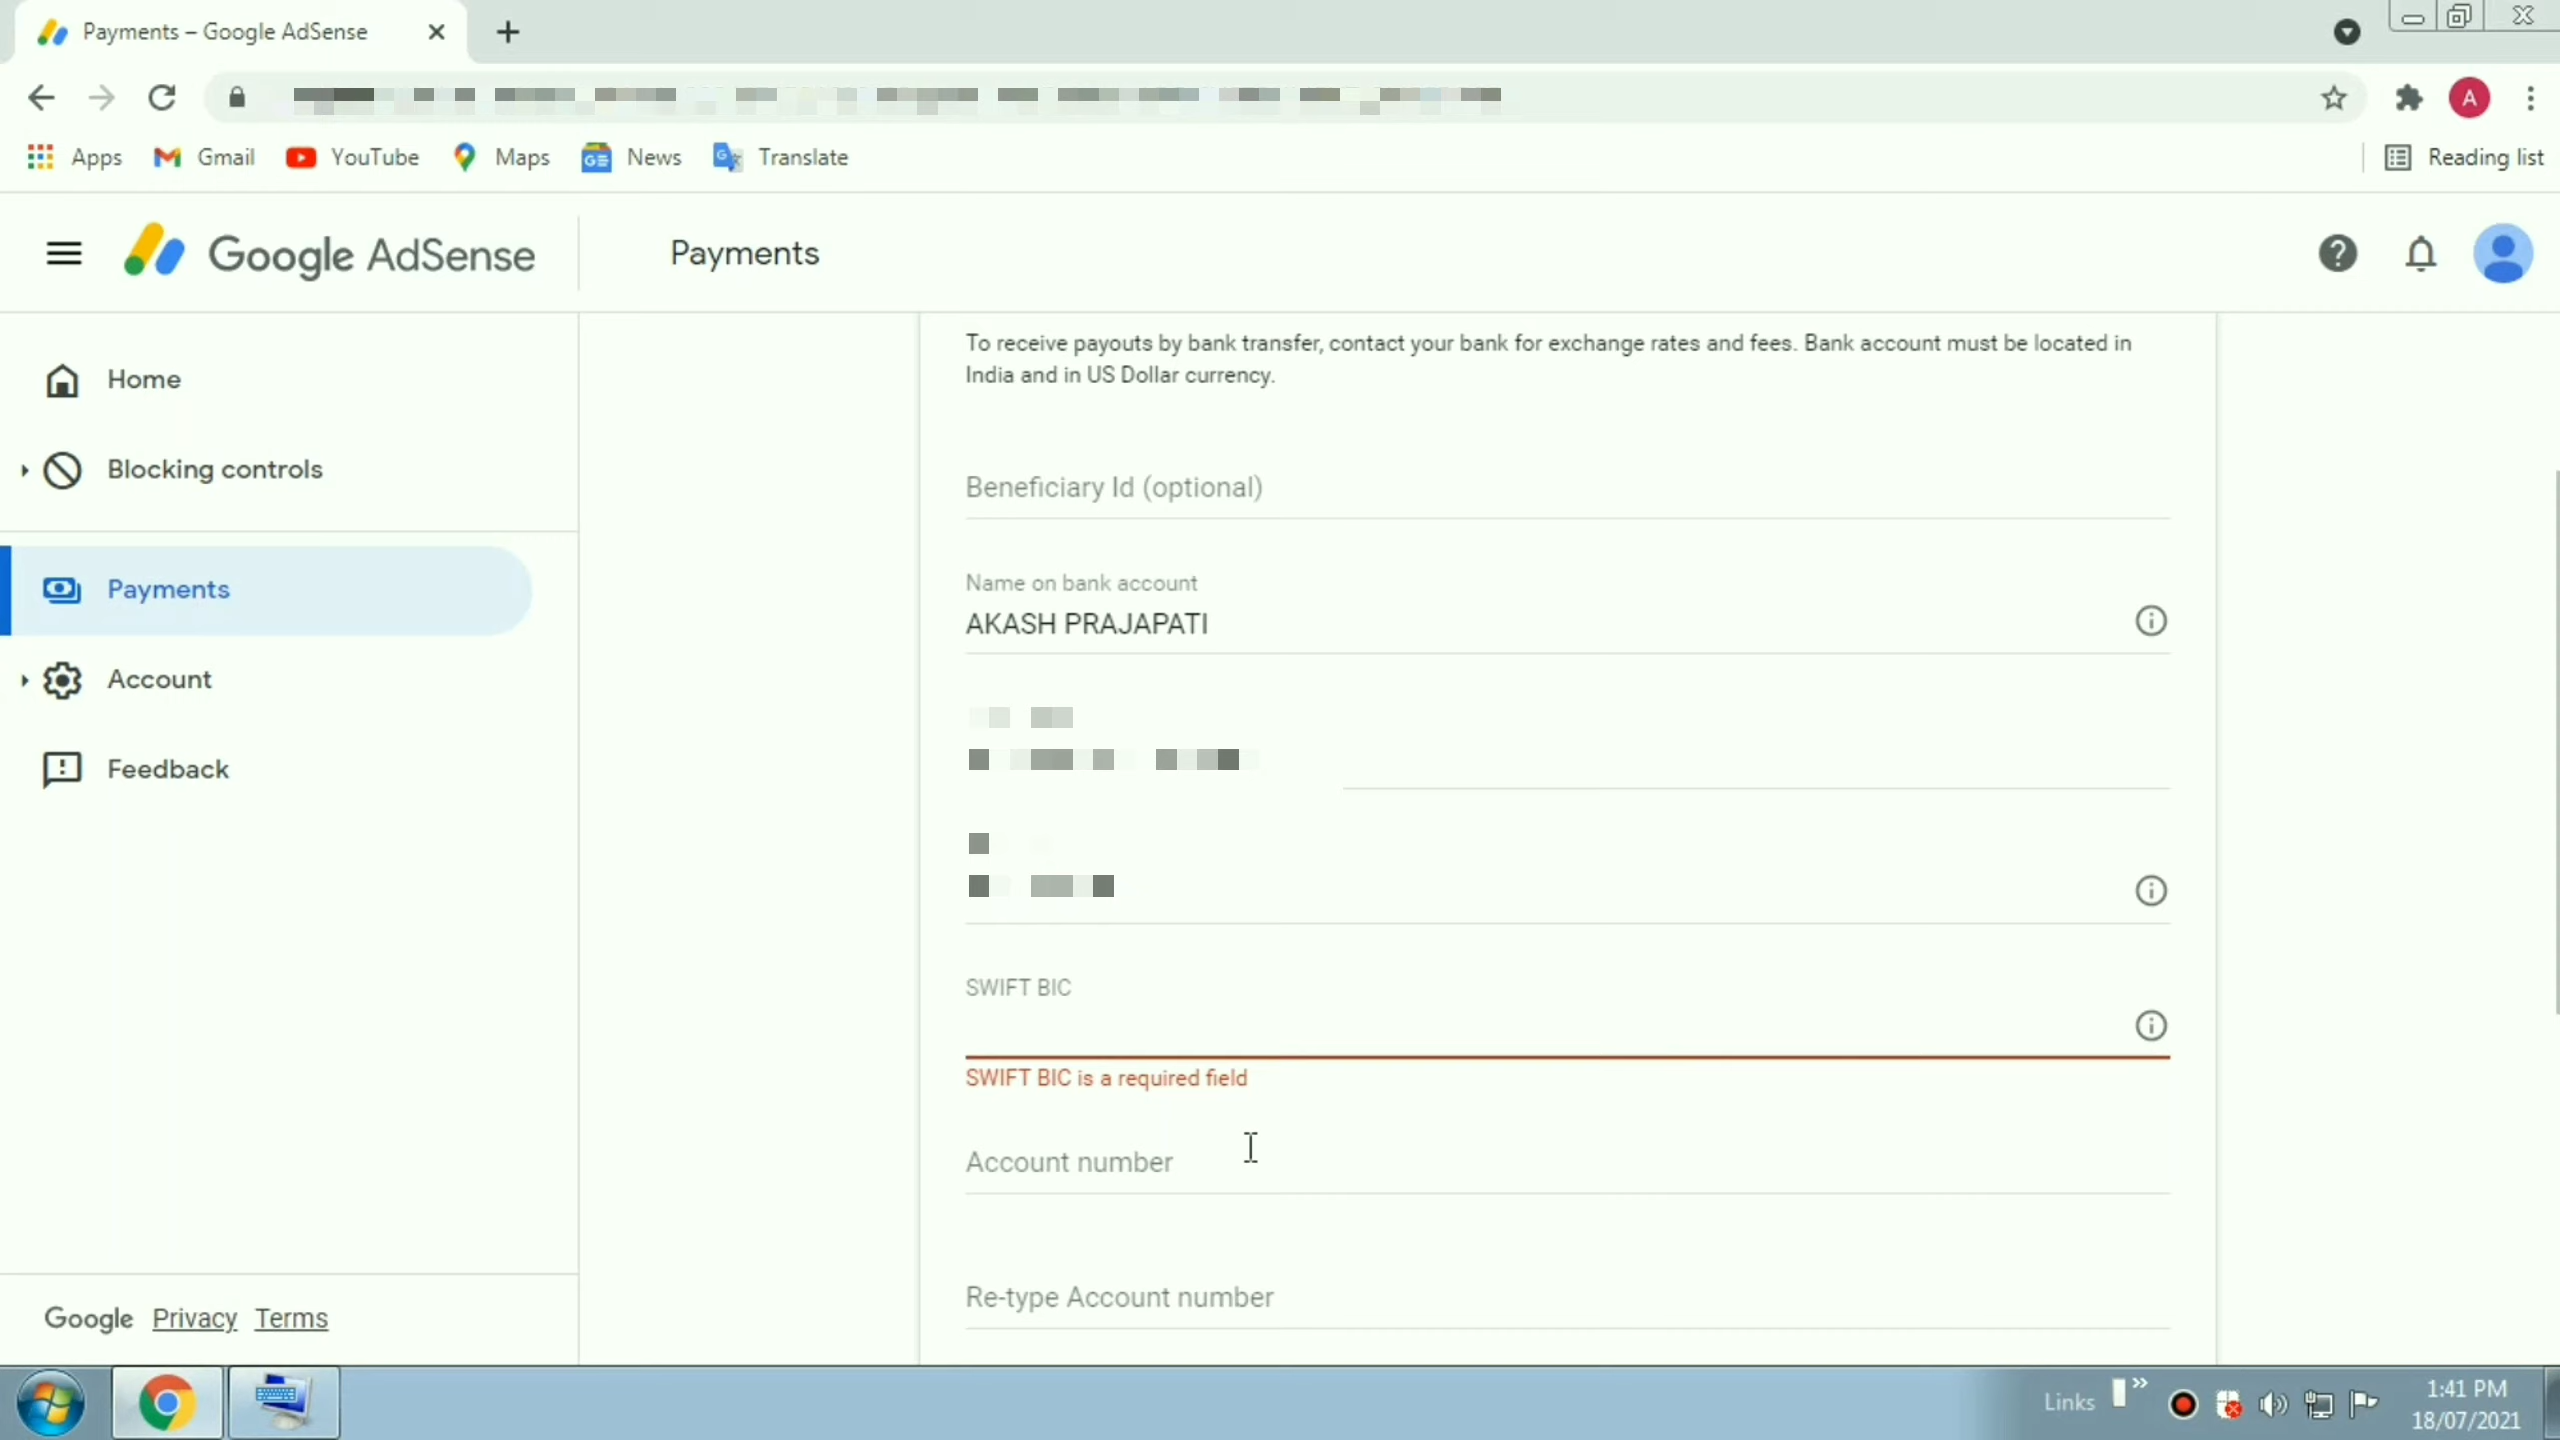 Payments – Google AdSense
Apps
Gmail
YouTube
Maps
News
Translate
Reading list
A
Google AdSense
Payments
Home
Blocking controls
Payments
Account
Feedback
To receive payouts by bank transfer, contact your bank for exchange rates and fees. Bank account must be located in
India and in US Dollar currency.
Beneficiary Id (optional)
Name on bank account
AKASH PRAJAPATI
SWIFT BIC
SWIFT BIC is a required field
Account number
Re-type Account number
Google Privacy Terms
Links
1:41 PM
18/07/2021